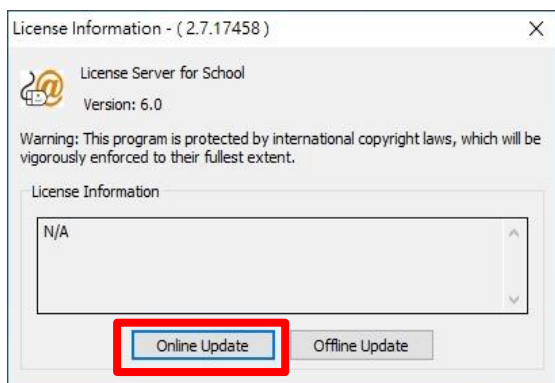 License Information - ( 2.7.17458 )
License Server for School
Version: 6.0
Warning: This program is protected by international copyright laws, which will be
vigorously enforced to their fullest extent.
License Information
N/A
Online Update
Offline Update